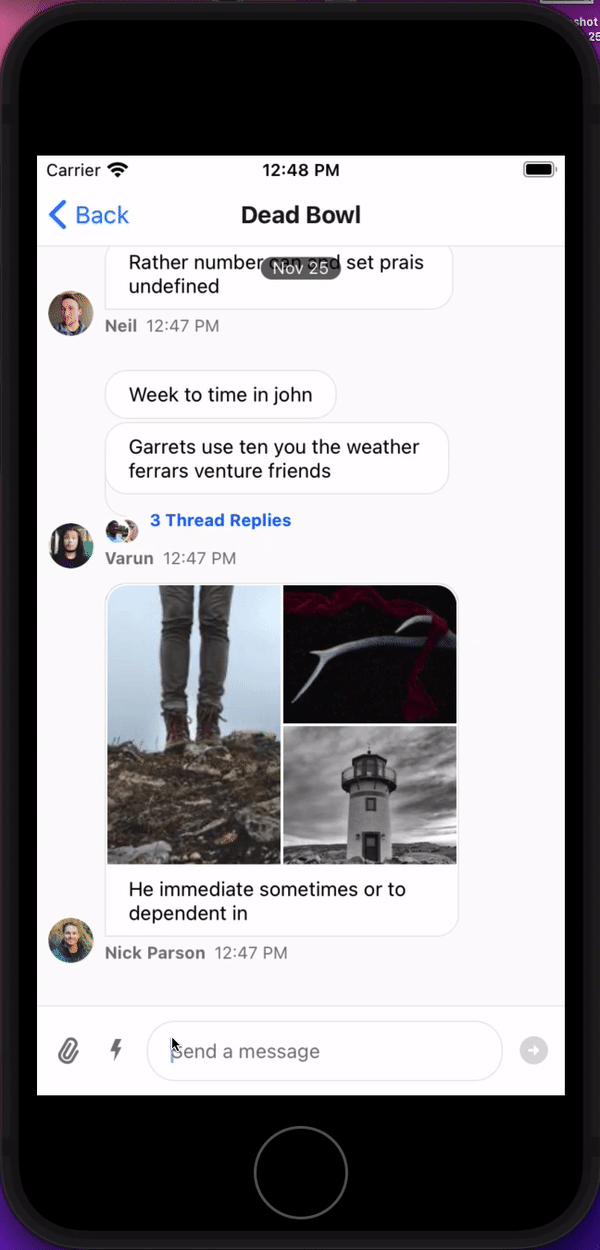 shot
25
Carrier 12:48 PM
Back Dead Bowl
Rather number can and set prais
Nov 25
undefined
Neil 12:47 PM
Week to time in john
Garrets use ten you the weather
ferrars venture friends
3 Thread Replies
Varun 12:47 PM
He immediate sometimes or to
dependent in
Nick Parson 12:47 PM
Send a message